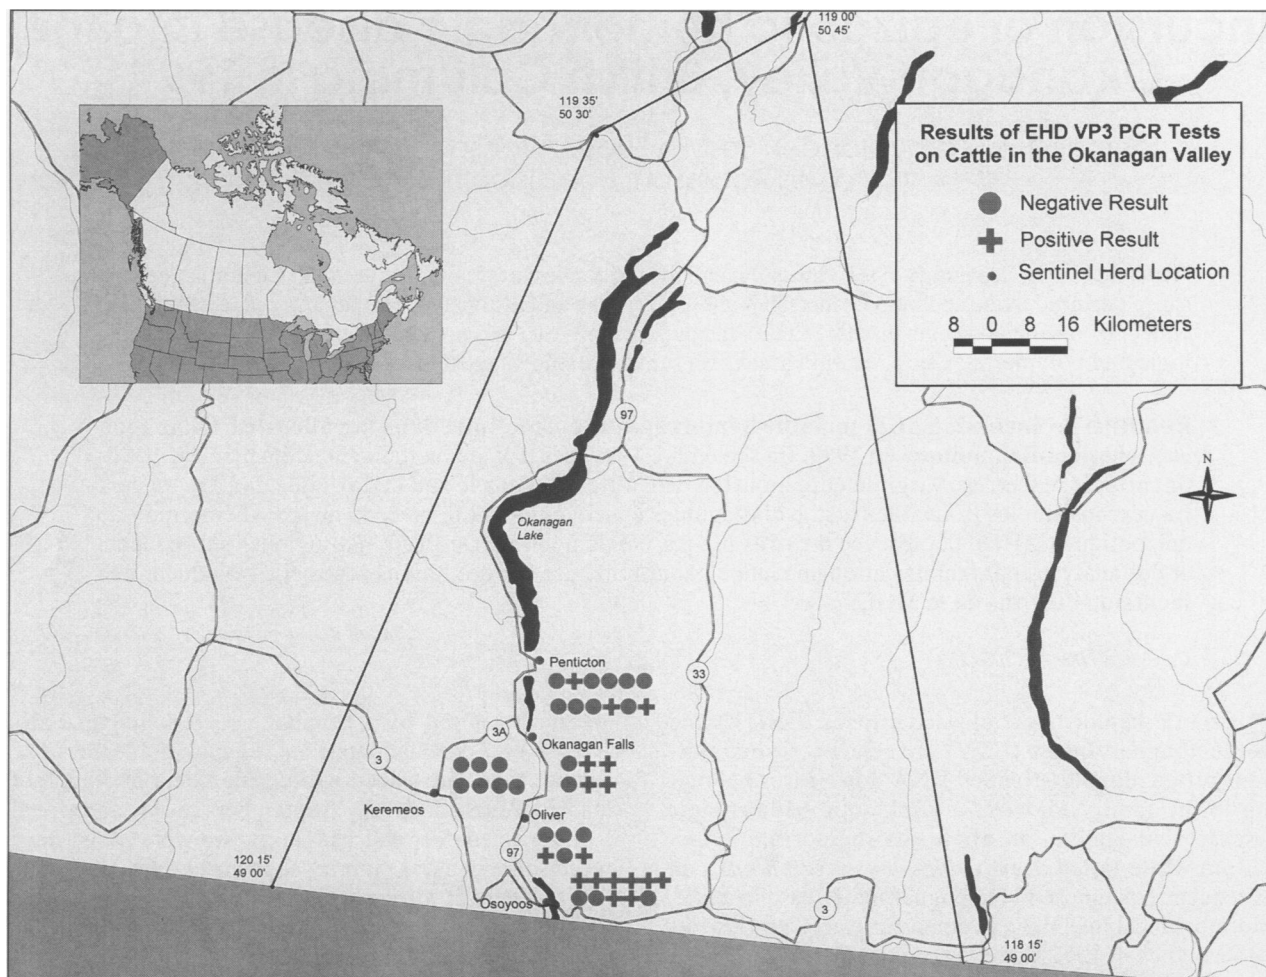 119 00'
50 45'
119 35'
50 30'
Results of EHD VP3 PCR Tests
on Cattle in the Okanagan Valley
Negative Result
Positive Result
Sentinel Herd Location
8 0 8 16 Kilometers
97
N
Okanagan
Lake
Penticton
33
3A
Okanagan Falls
3
Keremeos
Oliver
97
120 15'
49 00'
Osoyoos
3
118 15'
49 00'